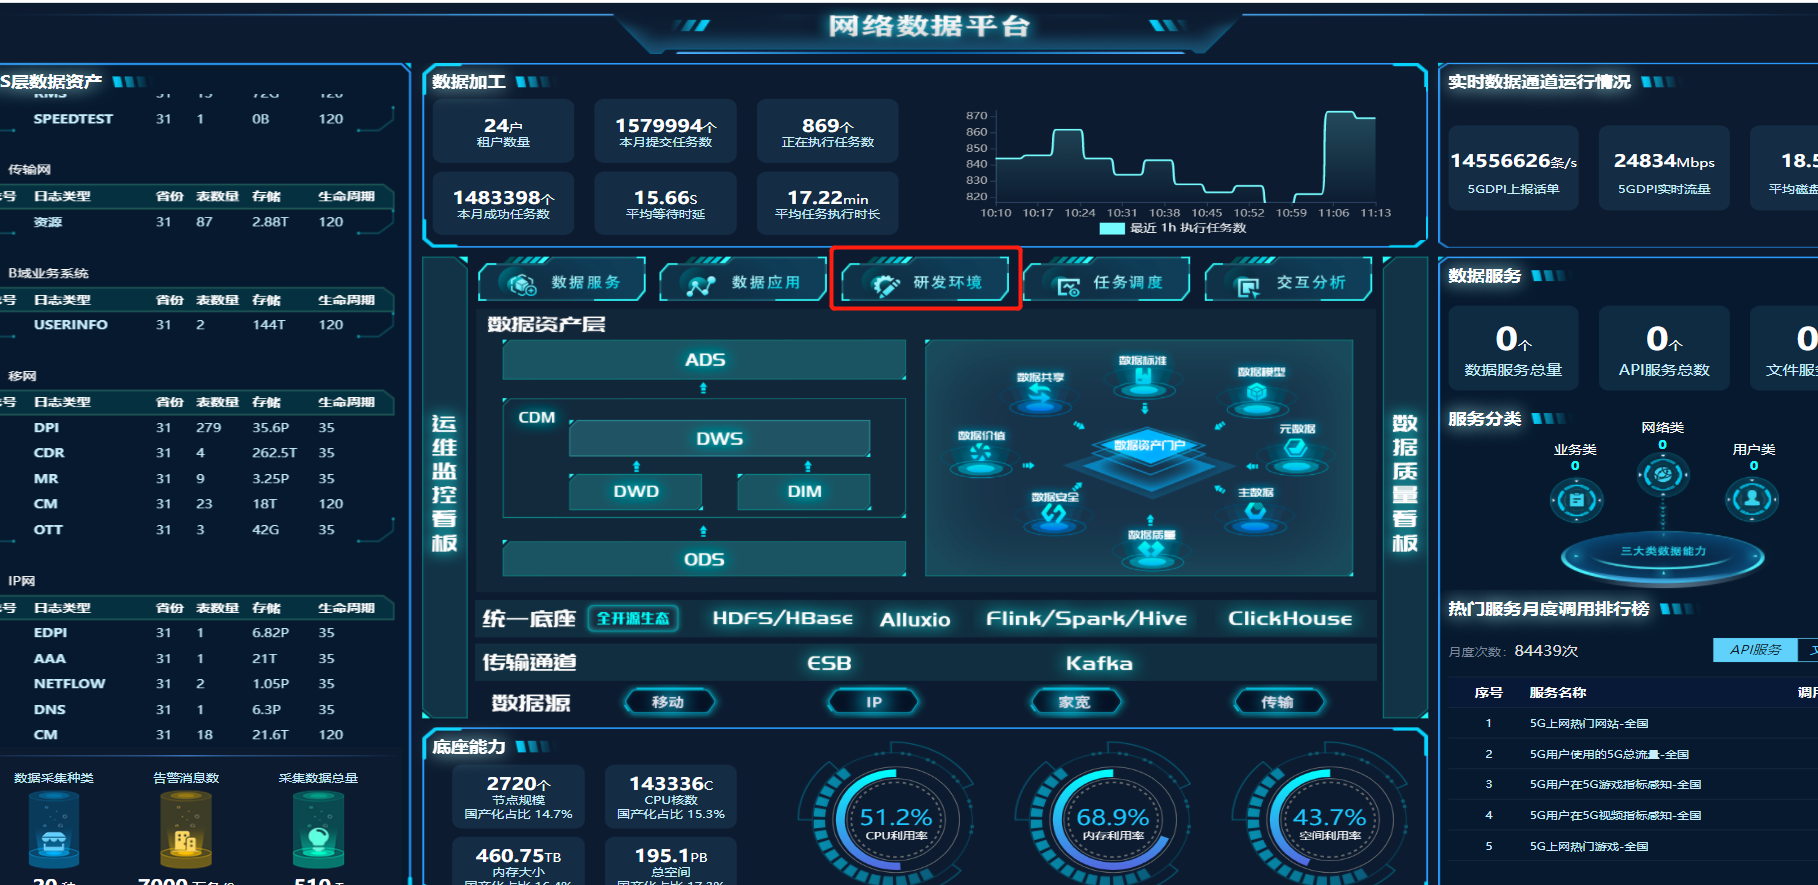 网络数据平台
S层数据资产
RMS 31 13 72G 120
SPEEDTEST 31 1 0B 120
传输网
号 日志类型 省份 表数量 存储 生命周期
资源 31 87 2.88T 120
B域业务系统
号 日志类型 省份 表数量 存储 生命周期
USERINFO 31 2 144T 120
移网
号 日志类型 省份 表数量 存储 生命周期
DPI 31 279 35.6P 35
CDR 31 4 262.5T 35
MR 31 9 3.25P 35
CM 31 23 18T 120
OTT 31 3 42G 35
IP网
号 日志类型 省份 表数量 存储 生命周期
EDPI 31 1 6.82P 35
AAA 31 1 21T 35
NETFLOW 31 2 1.05P 35
DNS 31 1 6.3P 35
CM 31 18 21.6T 120
数据采集种类 告警消息数 采集数据总量
数据加工
24户
租户数量
1579994个
本月提交任务数
869个
正在执行任务数
1483398个
本月成功任务数
15.66S
平均等待时延
17.22min
平均任务执行时长
870
860
850
840
830
820
10:10 10:17 10:24 10:31 10:38 10:45 10:52 10:59 11:06 11:13
最近 1h 执行任务数
数据服务 数据应用 研发环境 任务调度 交互分析
运维监控看板
数据资产层
ADS
CDM
DWS
DWD DIM
ODS
数据标准
数据共享
数据模型
数据价值
数据资产门户
元数据
数据安全
主数据
数据质量
数据质量看板
统一底座 全开源生态 HDFS/HBase Alluxio Flink/Spark/Hive ClickHouse
传输通道 ESB Kafka
数据源 移动 IP 家宽 传输
底座能力
2720个
节点规模
国产化占比 14.7%
143336C
CPU核数
国产化占比 15.3%
460.75TB
内存大小
195.1PB
总空间
51.2%
CPU利用率
68.9%
内存利用率
43.7%
空间利用率
实时数据通道运行情况
14556626条/s
5GDPI上报话单
24834Mbps
5GDPI实时流量
18.5
平均磁盘
数据服务
0个
数据服务总量
0个
API服务总数
0
文件服
服务分类
网络类
0
业务类
0
用户类
0
三大类数据能力
热门服务月度调用排行榜
月度次数: 84439次 API服务
序号 服务名称 调用
1 5G上网热门网站-全国
2 5G用户使用的5G总流量-全国
3 5G用户在5G游戏指标感知-全国
4 5G用户在5G视频指标感知-全国
5 5G上网热门游戏-全国